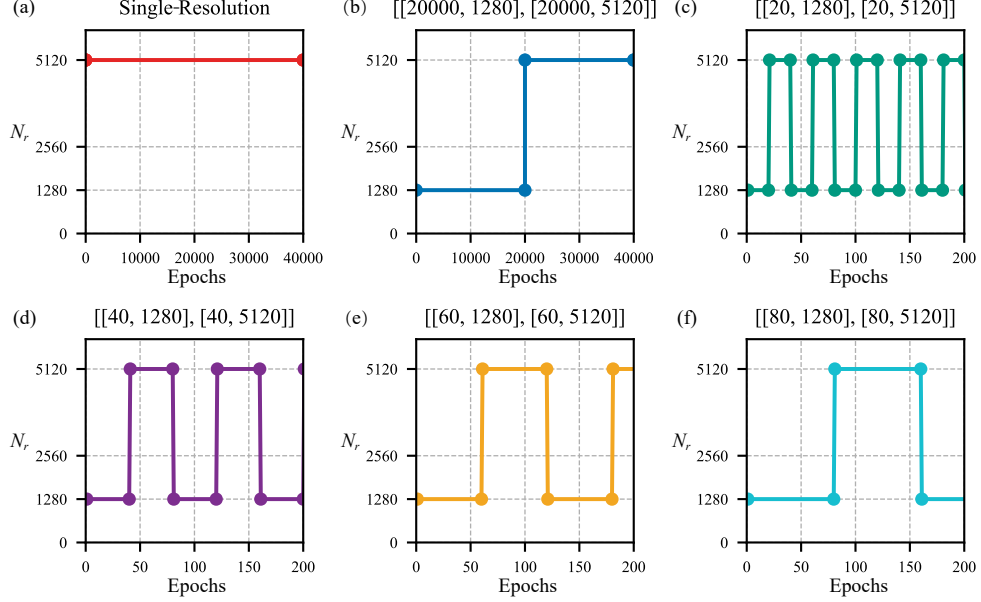 (a) Single-Resolution
5120
N_r
2560
1280
0
0 10000 20000 30000 40000
Epochs
(b) [[20000, 1280], [20000, 5120]]
5120
N_r
2560
1280
0
0 10000 20000 30000 40000
Epochs
(c) [[20, 1280], [20, 5120]]
5120
N_r
2560
1280
0
0 50 100 150 200
Epochs
(d) [[40, 1280], [40, 5120]]
5120
N_r
2560
1280
0
0 50 100 150 200
Epochs
(e) [[60, 1280], [60, 5120]]
5120
N_r
2560
1280
0
0 50 100 150 200
Epochs
(f) [[80, 1280], [80, 5120]]
5120
N_r
2560
1280
0
0 50 100 150 200
Epochs